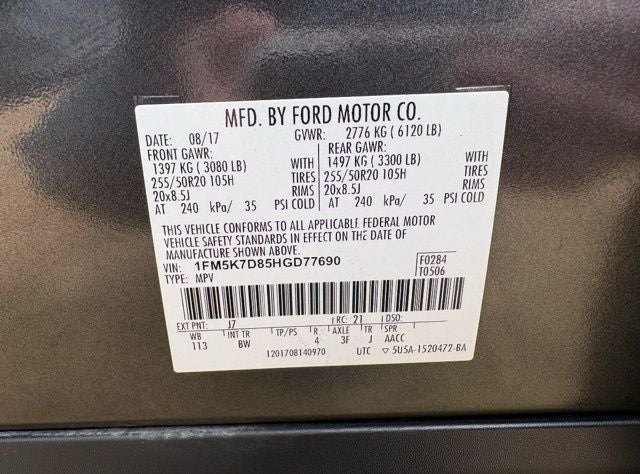 MFD. BY FORD MOTOR CO.
DATE: 08/17 GVWR: 2776 KG ( 6120 LB)
FRONT GAWR: REAR GAWR:
1397 KG ( 3080 LB) WITH 1497 KG ( 3300 LB) WITH
255/50R20 105H TIRES 255/50R20 105H TIRES
20x8.5J RIMS 20x8.5J RIMS
AT 240 kPa/ 35 PSI COLD AT 240 kPa/ 35 PSI COLD
THIS VEHICLE CONFORMS TO ALL APPLICABLE FEDERAL MOTOR
VEHICLE SAFETY STANDARDS IN EFFECT ON THE DATE OF
MANUFACTURE SHOWN ABOVE.
VIN: 1FM5K7D85HGD77690 F0284
TYPE: MPV T0506
EXT PNT: J7 RC: 21 DSO:
WB INT TR TP/PS R AXLE TR SPR
113 BW 4 3F J AACC
1201708140970 UTC ▽ 5U5A-1520472-BA